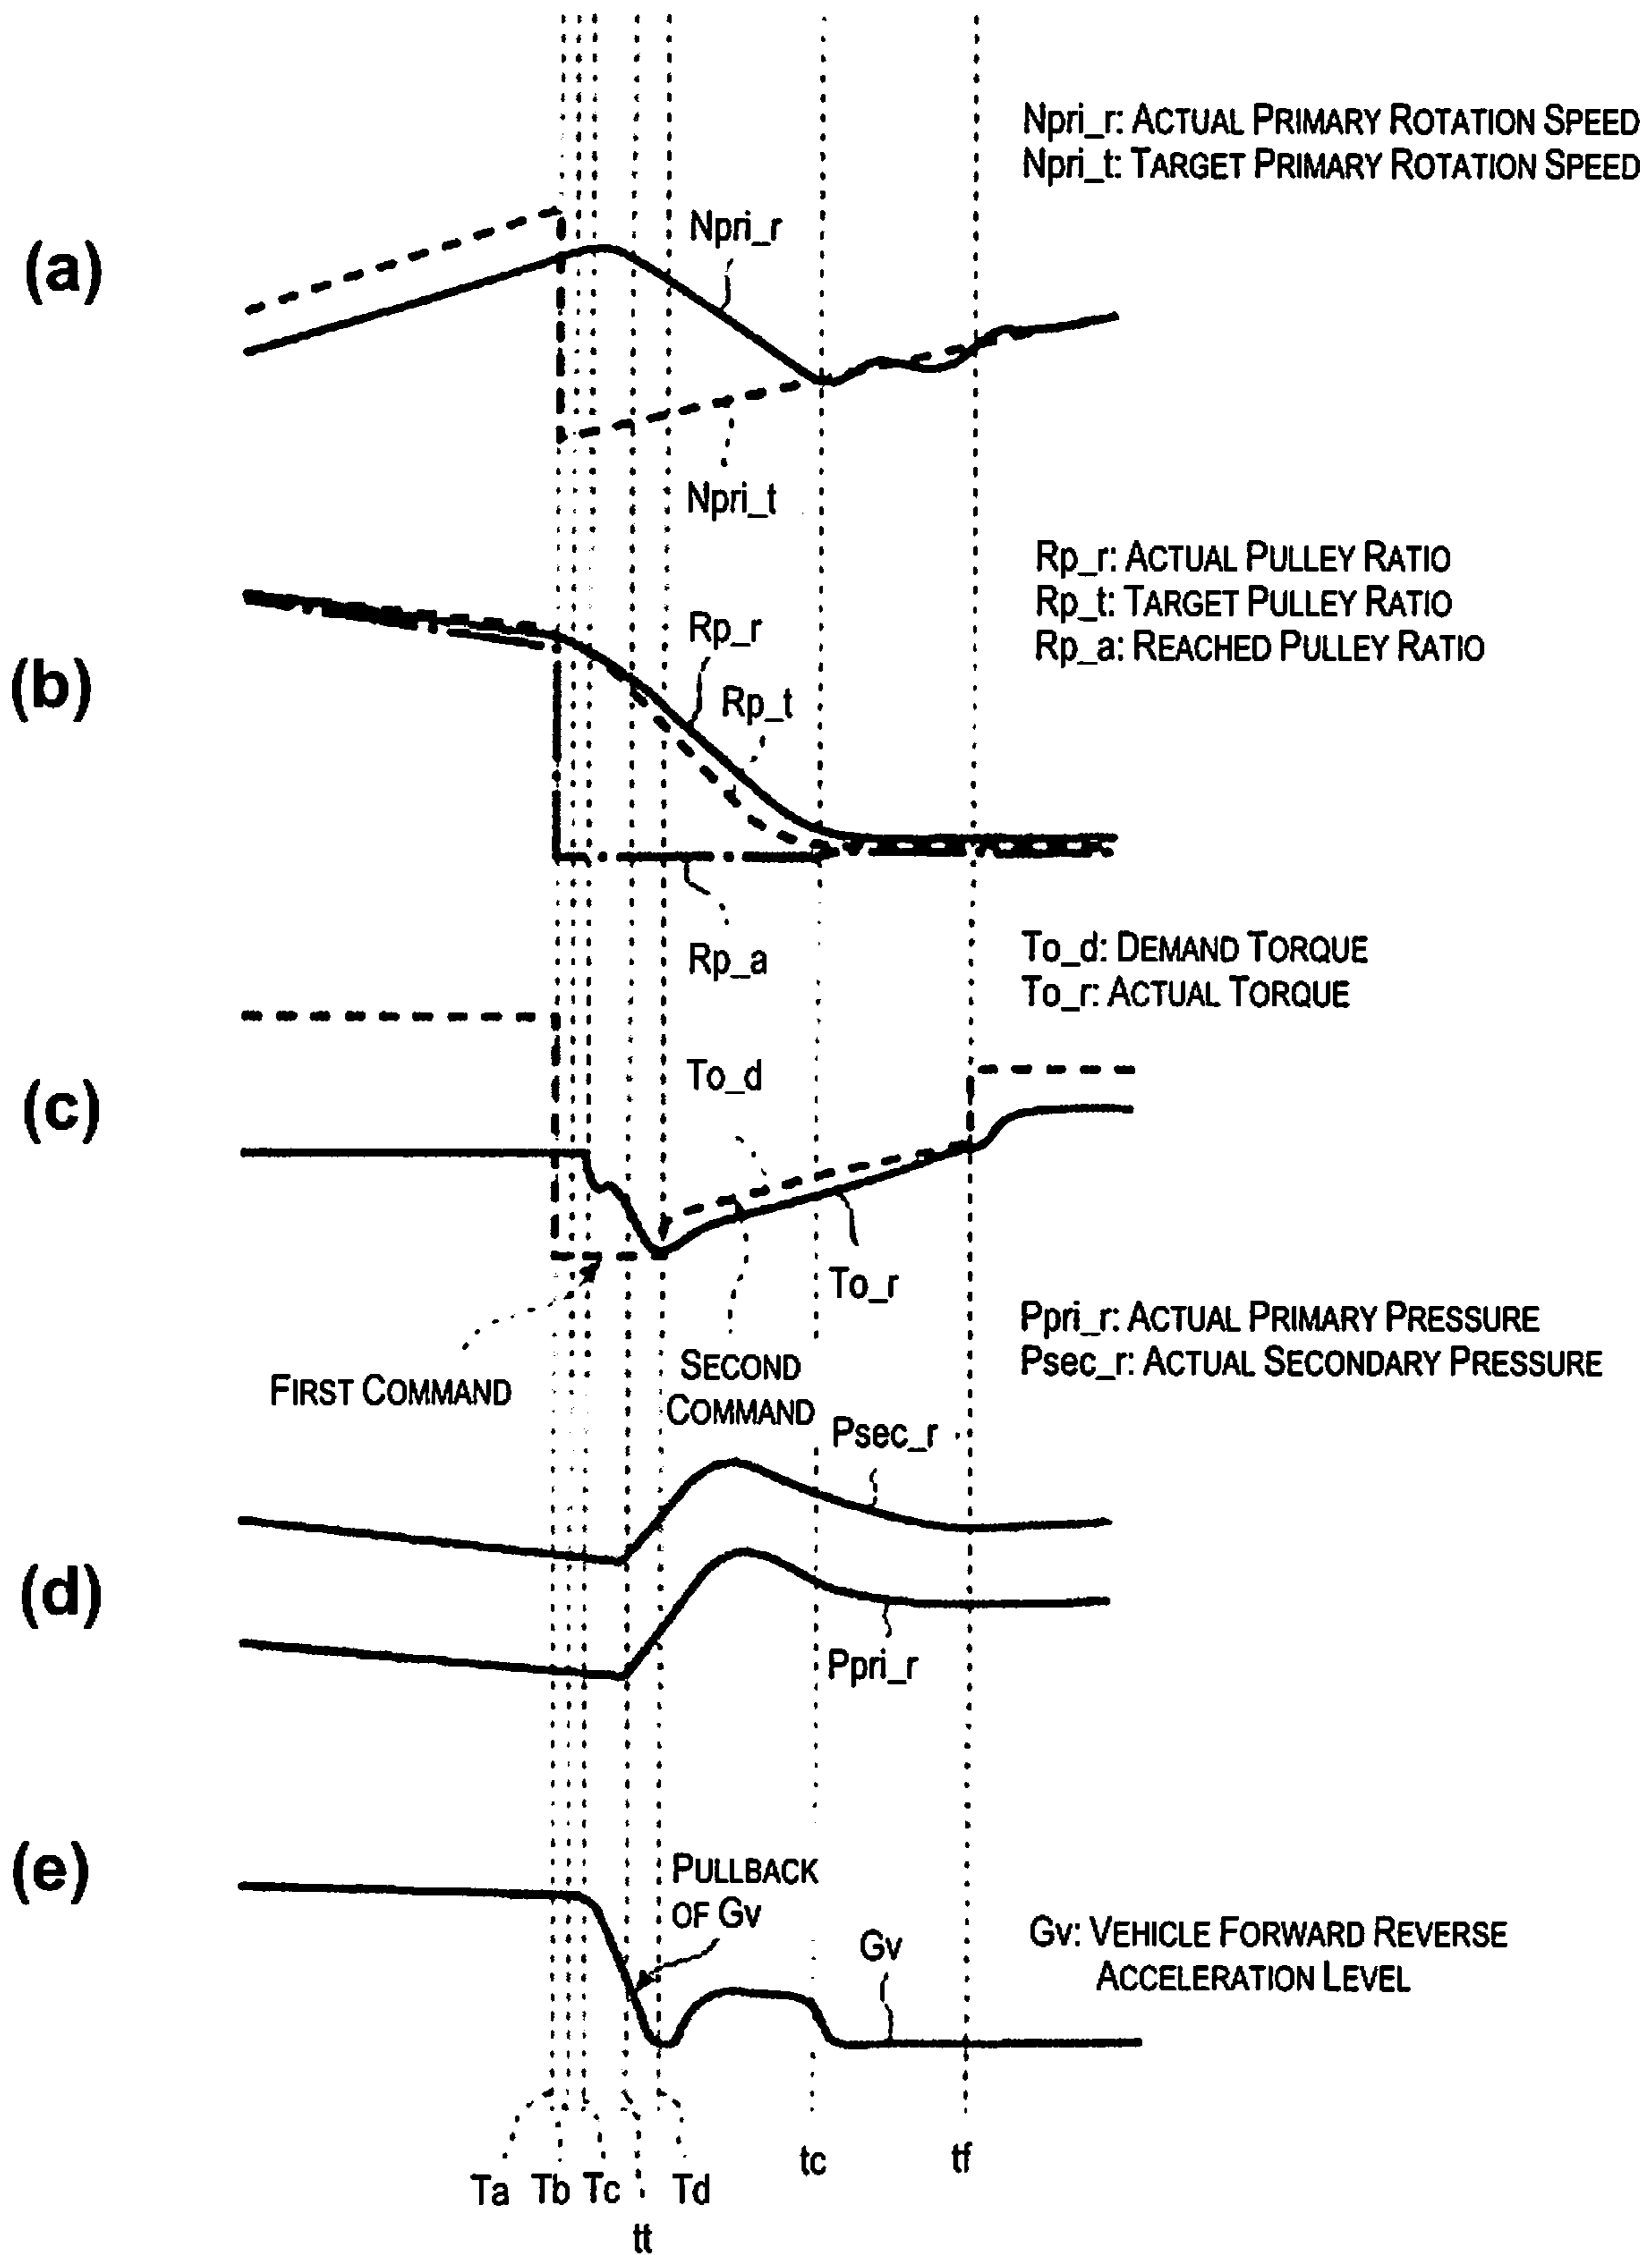 Npri_r: ACTUAL PRIMARY ROTATION SPEED
Npri_t: TARGET PRIMARY ROTATION SPEED
(a)
Npri_r
Npri_t
Rp_r: ACTUAL PULLEY RATIO
Rp_t: TARGET PULLEY RATIO
Rp_a: REACHED PULLEY RATIO
(b)
Rp_r
Rp_t
Rp_a
To_d: DEMAND TORQUE
To_r: ACTUAL TORQUE
(c)
To_d
To_r
FIRST COMMAND
SECOND
COMMAND
Ppri_r: ACTUAL PRIMARY PRESSURE
Psec_r: ACTUAL SECONDARY PRESSURE
(d)
Psec_r
Ppri_r
(e)
PULLBACK
OF Gv
Gv
Gv: VEHICLE FORWARD REVERSE
ACCELERATION LEVEL
Ta Tb Tc Td tc tf
tt